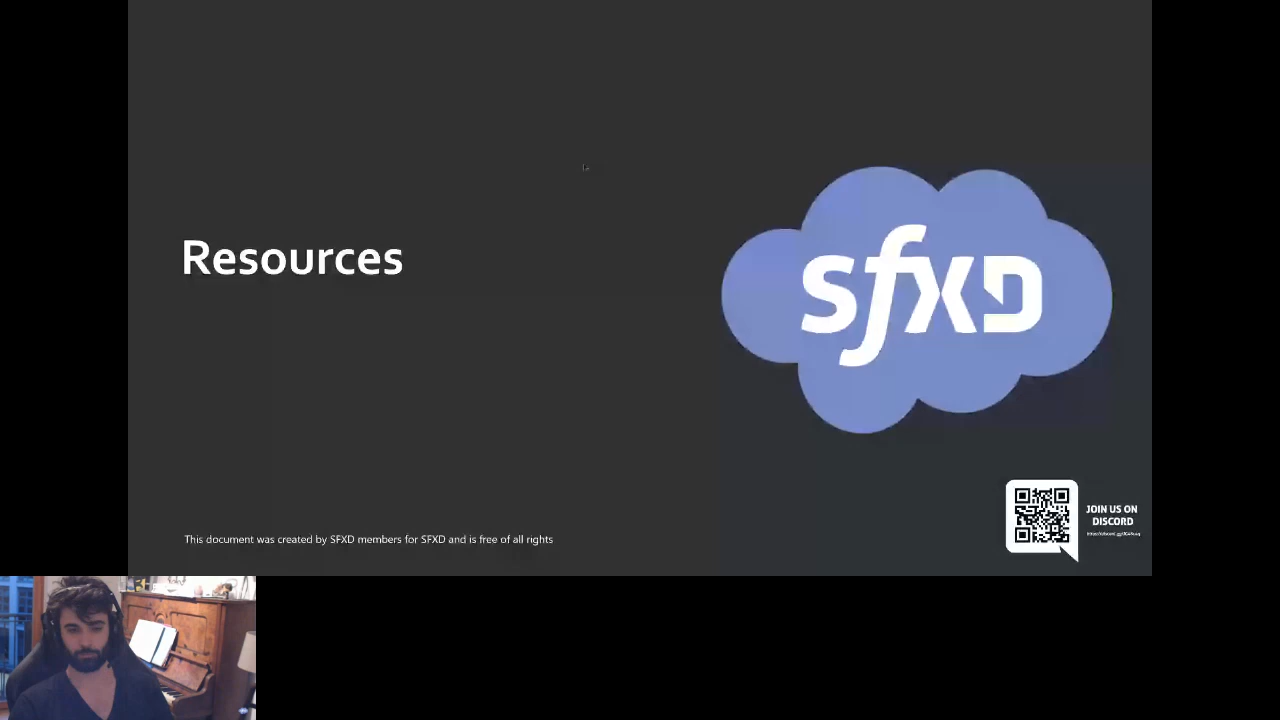 Resources
sfxD
This document was created by SFXD members for SFXD and is free of all rights
JOIN US ON
DISCORD